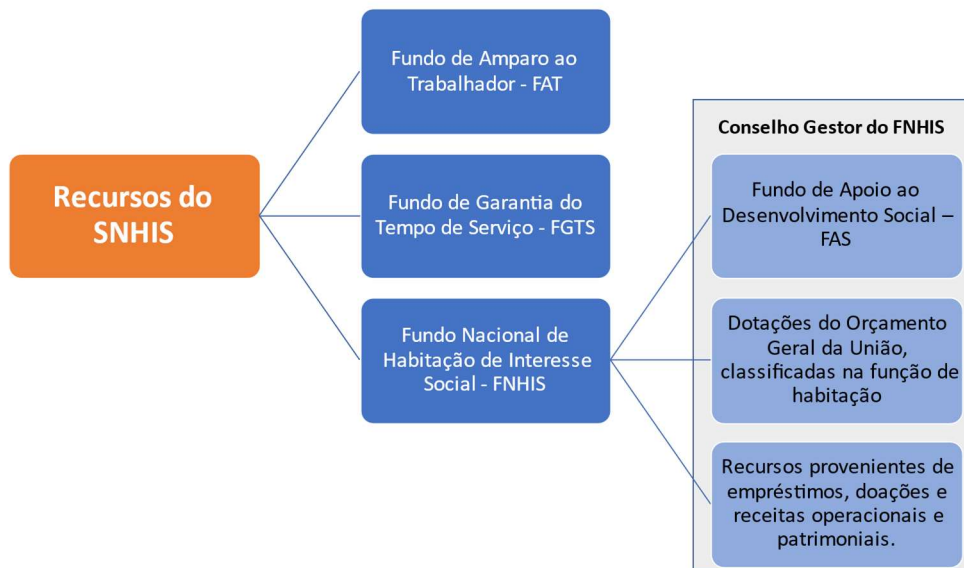 Recursos do
SNHIS
Fundo de Amparo ao
Trabalhador - FAT
Fundo de Garantia do
Tempo de Serviço - FGTS
Fundo Nacional de
Habitação de Interesse
Social - FNHIS
Conselho Gestor do FNHIS
Fundo de Apoio ao
Desenvolvimento Social –
FAS
Dotações do Orçamento
Geral da União,
classificadas na função de
habitação
Recursos provenientes de
empréstimos, doações e
receitas operacionais e
patrimoniais.